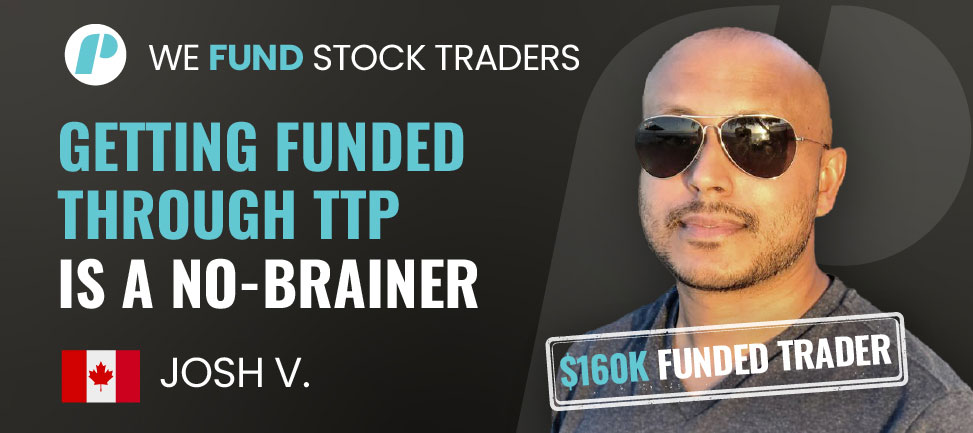 WE FUND STOCK TRADERS
GETTING FUNDED
THROUGH TTP
IS A NO-BRAINER
JOSH V.
$160K FUNDED TRADER